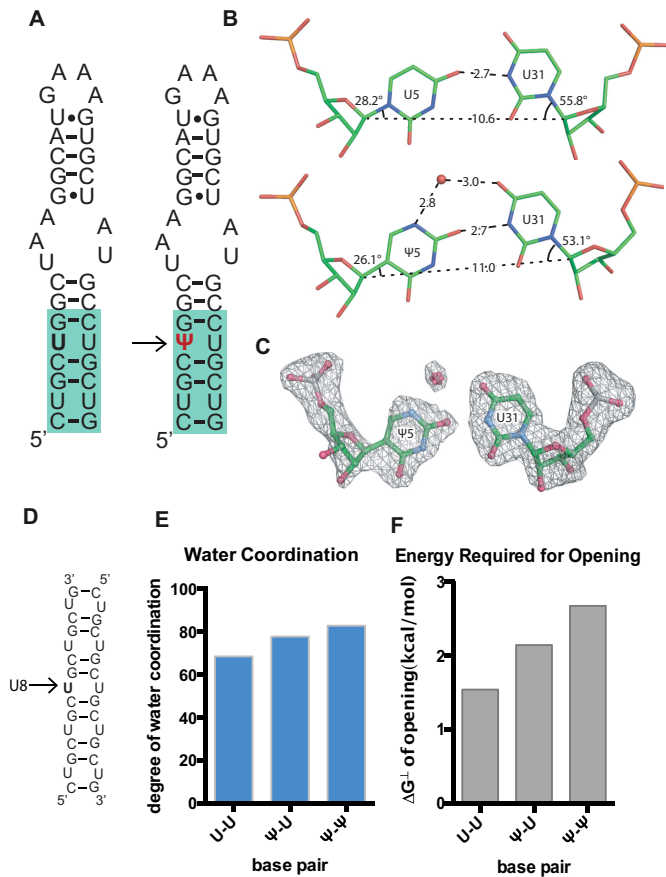 A
A
A
A
G
A
U•G
A–U
C–G
G–C
G•U
A
A
U
A
U
C–G
G–C
G–C
U U
C–G
G–C
U U
C–G
5’
A
A
A
G
A
U•G
A–U
C–G
G–C
G•U
A
A
U
A
U
C–G
G–C
G–C
Ψ U
C–G
G–C
U U
C–G
5’
B
U5
2.7
U31
28.2°
10.6
55.8°
3.0
2.8
2.7
U31
26.1°
Ψ5
11.0
53.1°
C
Ψ5
U31
D
3’ 5’
G C
U U
C G
G C
U U
C G
G C
U8 U U
C G
G C
U U
C G
G C
U U
C G
5’ 3’
E
Water Coordination
degree of water coordination
100
80
60
40
20
0
U-U
Ψ-U
Ψ-Ψ
base pair
F
Energy Required for Opening
ΔG⊥ of opening(kcal/mol)
3
2
1
0
U-U
Ψ-U
Ψ-Ψ
base pair